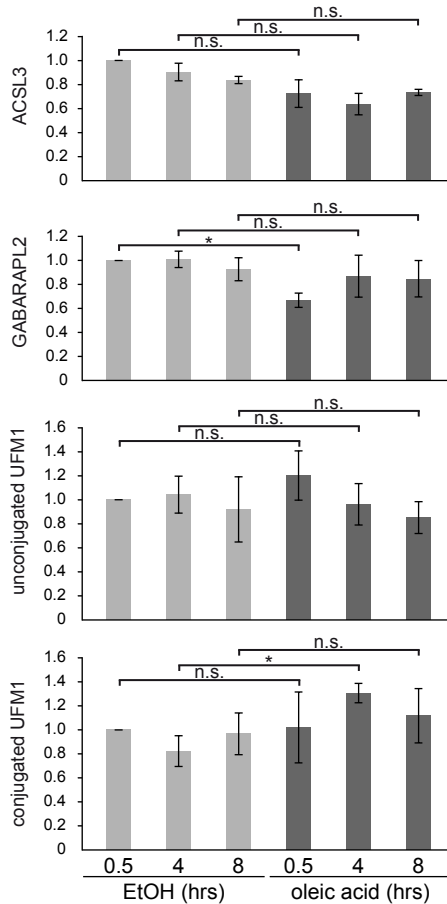 n.s.
n.s.
n.s.
ACSL3
1.2
1.0
0.8
0.6
0.4
0.2
0
n.s.
n.s.
*
GABARAPL2
1.2
1.0
0.8
0.6
0.4
0.2
0
n.s.
n.s.
n.s.
unconjugated UFM1
1.6
1.4
1.2
1.0
0.8
0.6
0.4
0.2
0
n.s.
*
n.s.
conjugated UFM1
1.6
1.4
1.2
1.0
0.8
0.6
0.4
0.2
0
0.5 4 8 0.5 4 8
EtOH (hrs) oleic acid (hrs)